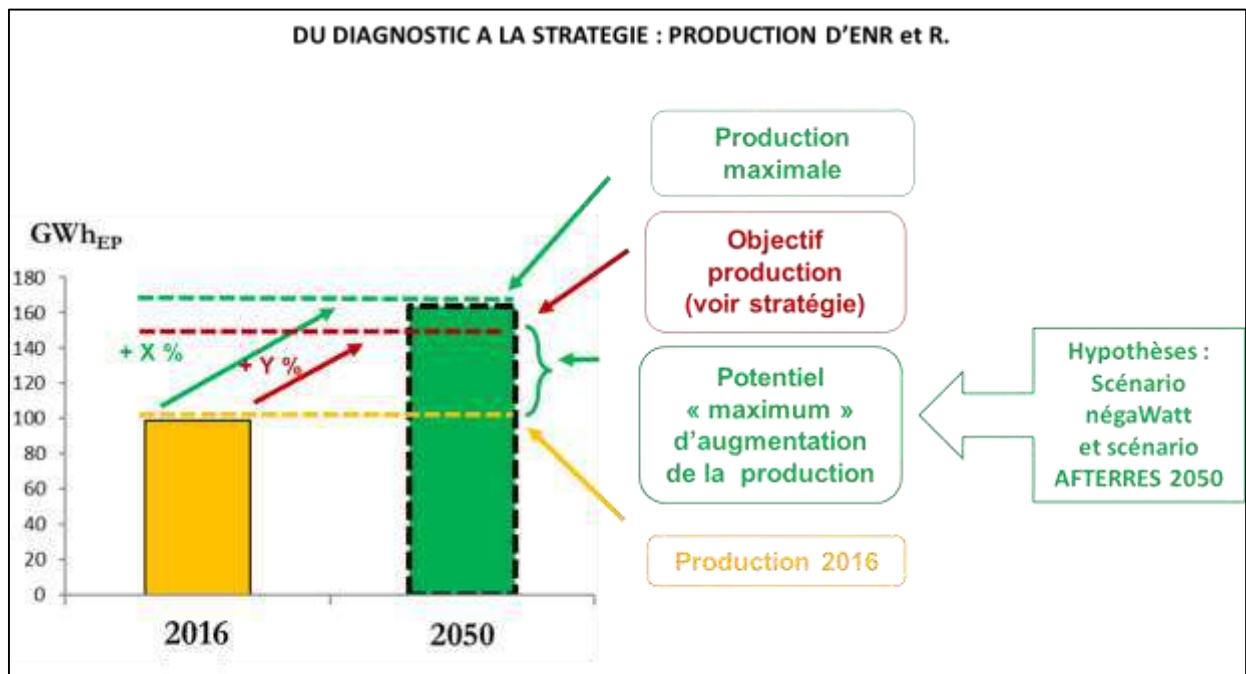 DU DIAGNOSTIC A LA STRATEGIE : PRODUCTION D’ENR et R.
Production
maximale
GWhEP
Objectif
production
(voir stratégie)
180
160
140
120
100
80
60
40
20
0
+ X %
+ Y %
Potentiel
« maximum »
d’augmentation
de la production
Hypothèses :
Scénario
négaWatt
et scénario
AFTERRES 2050
Production 2016
2016
2050